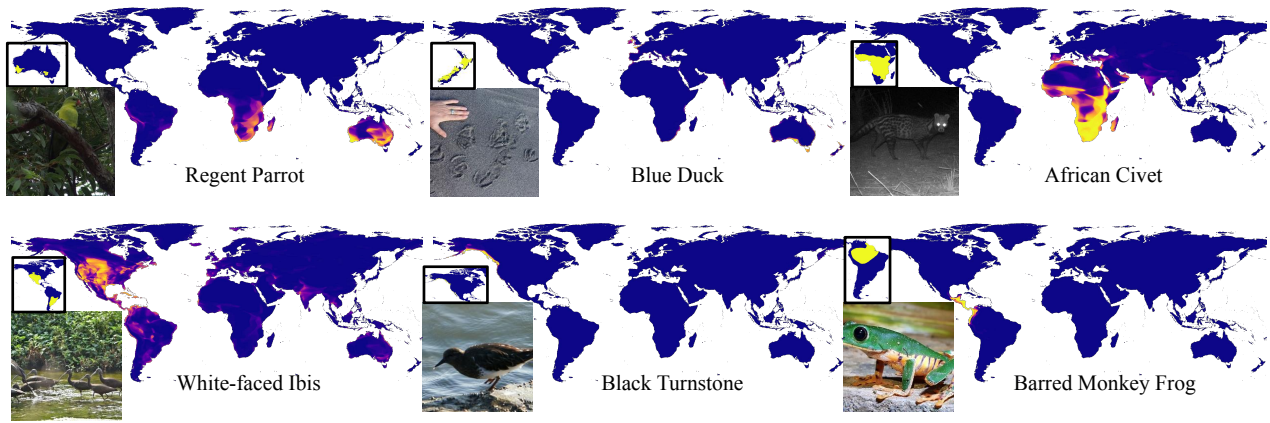 Regent Parrot
Blue Duck
African Civet
White-faced Ibis
Black Turnstone
Barred Monkey Frog